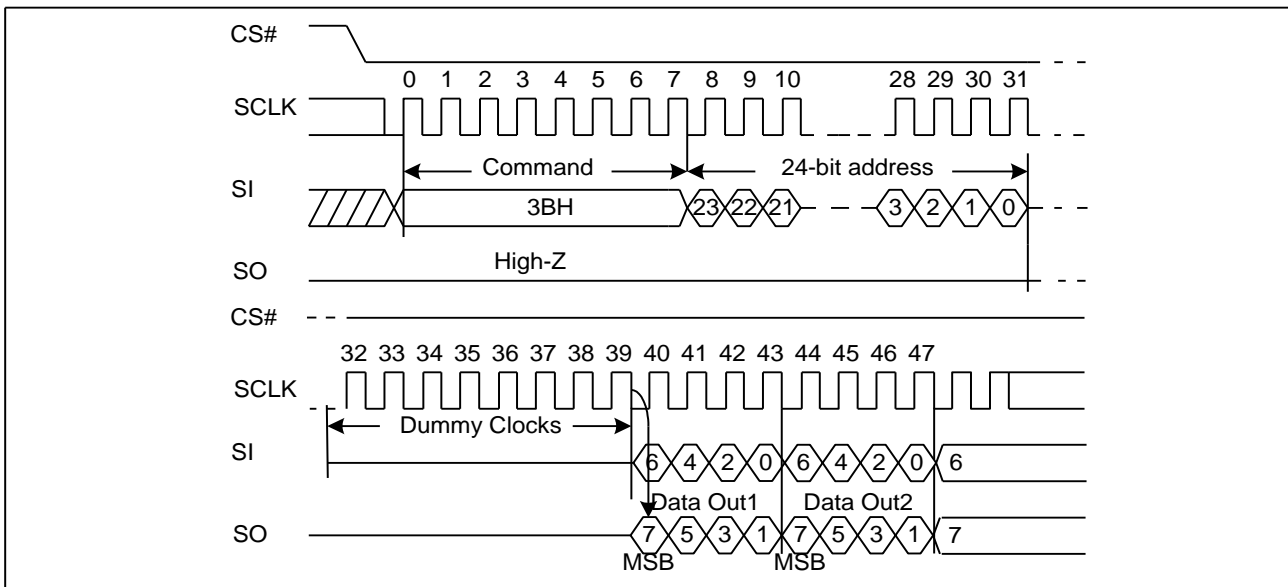 CS#
0 1 2 3 4 5 6 7 8 9 10 28 29 30 31
SCLK
Command 24-bit address
SI
3BH 23 22 21 3 2 1 0
High-Z
SO
CS#
32 33 34 35 36 37 38 39 40 41 42 43 44 45 46 47
SCLK
Dummy Clocks
SI
6 4 2 0 6 4 2 0 6
Data Out1 Data Out2
SO
7 5 3 1 7 5 3 1 7
MSB MSB